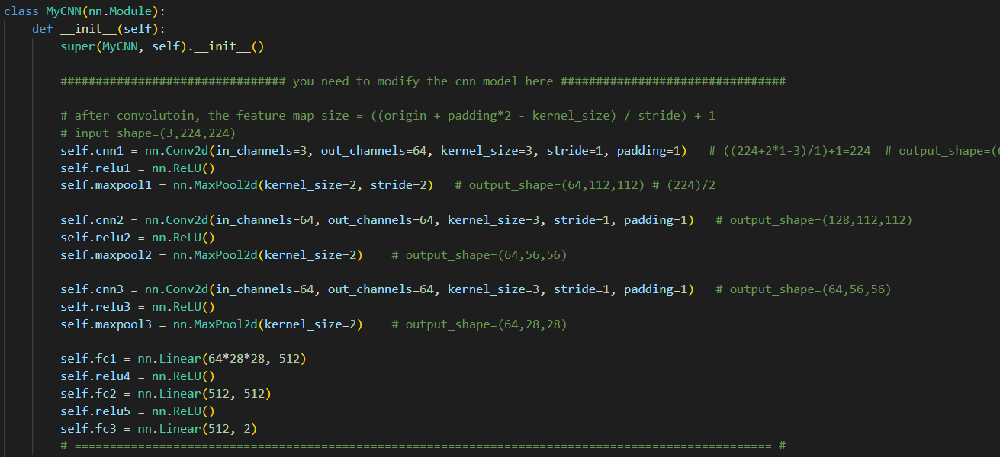 class MyCNN(nn.Module):
    def __init__(self):
        super(MyCNN, self).__init__()
        ################################ you need to modify the cnn model here ################################
        # after convolutoin, the feature map size = ((origin + padding*2 - kernel_size) / stride) + 1
        # input_shape=(3,224,224)
        self.cnn1 = nn.Conv2d(in_channels=3, out_channels=64, kernel_size=3, stride=1, padding=1)   # ((224+2*1-3)/1)+1=224  # output_shape=(
        self.relu1 = nn.ReLU()
        self.maxpool1 = nn.MaxPool2d(kernel_size=2, stride=2)   # output_shape=(64,112,112) # (224)/2
        self.cnn2 = nn.Conv2d(in_channels=64, out_channels=64, kernel_size=3, stride=1, padding=1)   # output_shape=(128,112,112)
        self.relu2 = nn.ReLU()
        self.maxpool2 = nn.MaxPool2d(kernel_size=2)    # output_shape=(64,56,56)
        self.cnn3 = nn.Conv2d(in_channels=64, out_channels=64, kernel_size=3, stride=1, padding=1)   # output_shape=(64,56,56)
        self.relu3 = nn.ReLU()
        self.maxpool3 = nn.MaxPool2d(kernel_size=2)    # output_shape=(64,28,28)
        self.fc1 = nn.Linear(64*28*28, 512)
        self.relu4 = nn.ReLU()
        self.fc2 = nn.Linear(512, 512)
        self.relu5 = nn.ReLU()
        self.fc3 = nn.Linear(512, 2)
        # =================================================================================================== #